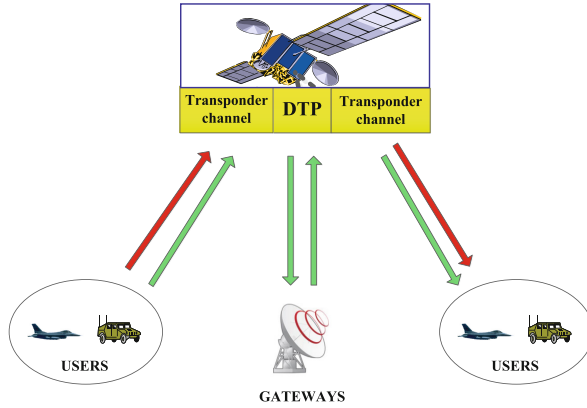 Transponder
channel
DTP
Transponder
channel
USERS
USERS
GATEWAYS